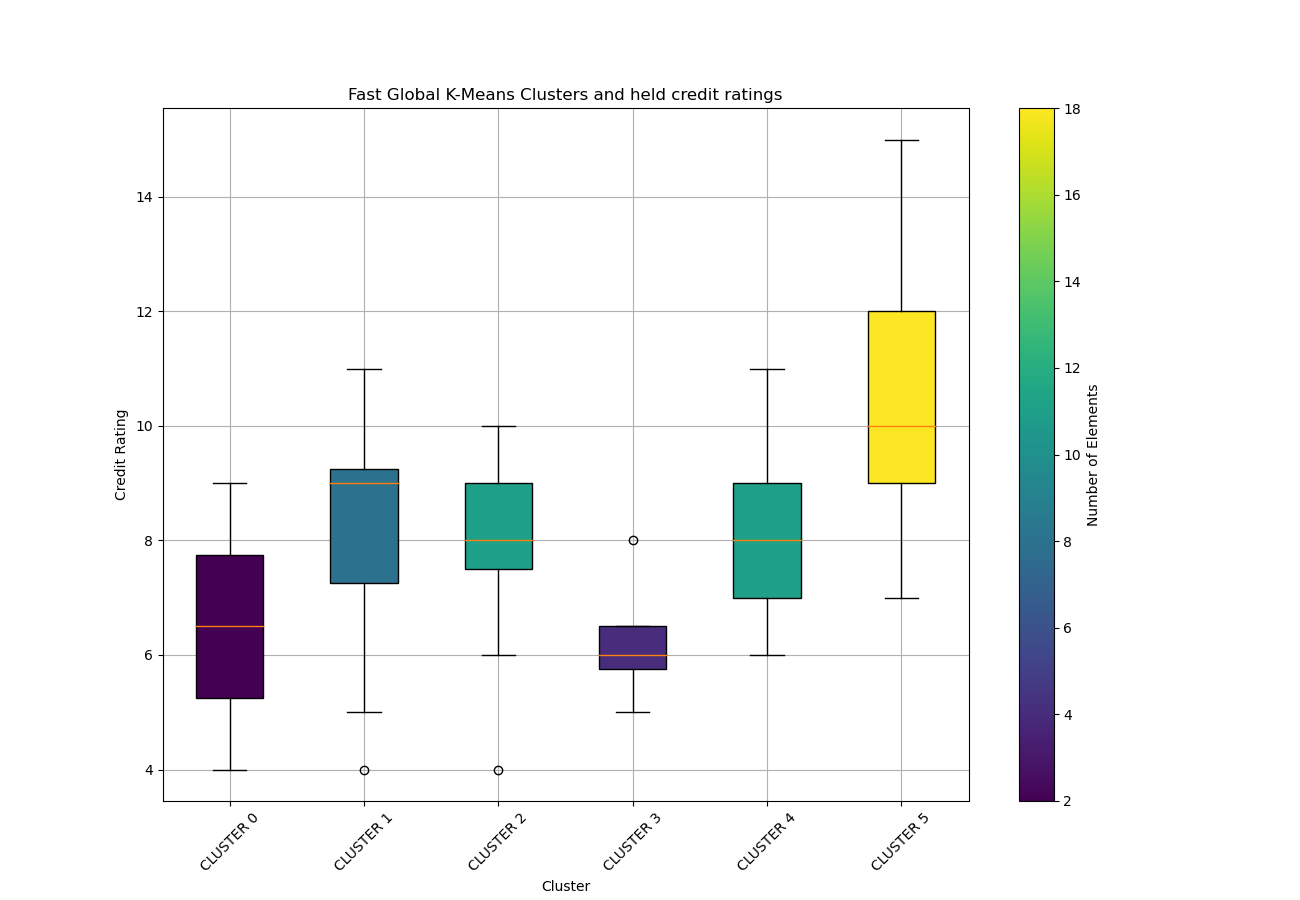 Fast Global K-Means Clusters and held credit ratings
14
12
10
8
6
4
Credit Rating
CLUSTER 0
CLUSTER 1
CLUSTER 2
CLUSTER 3
CLUSTER 4
CLUSTER 5
Cluster
18
16
14
12
10
8
6
4
2
Number of Elements